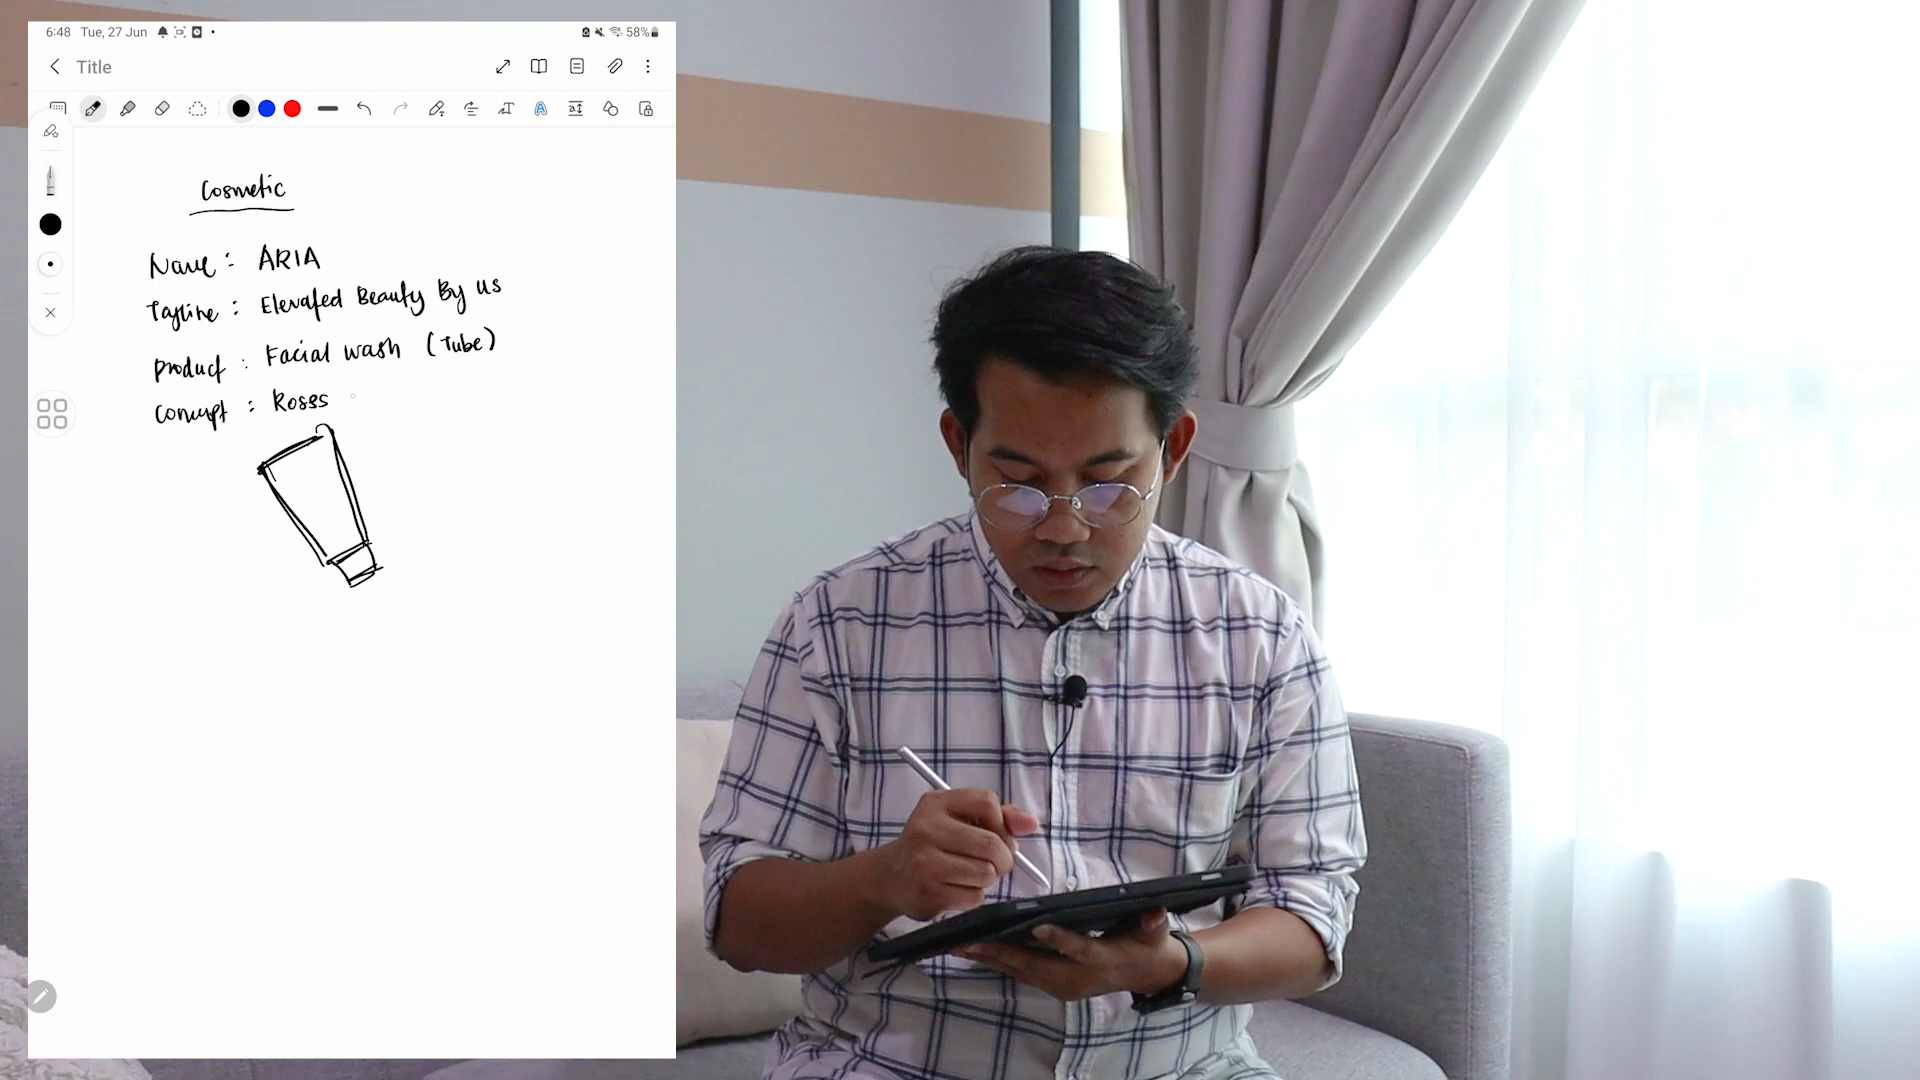 6:48 Tue, 27 Jun 58%
Title
Cosmetic
Name : ARIA
Tagline : Elevated Beauty By us
product : Facial wash (Tube)
concept : Roses